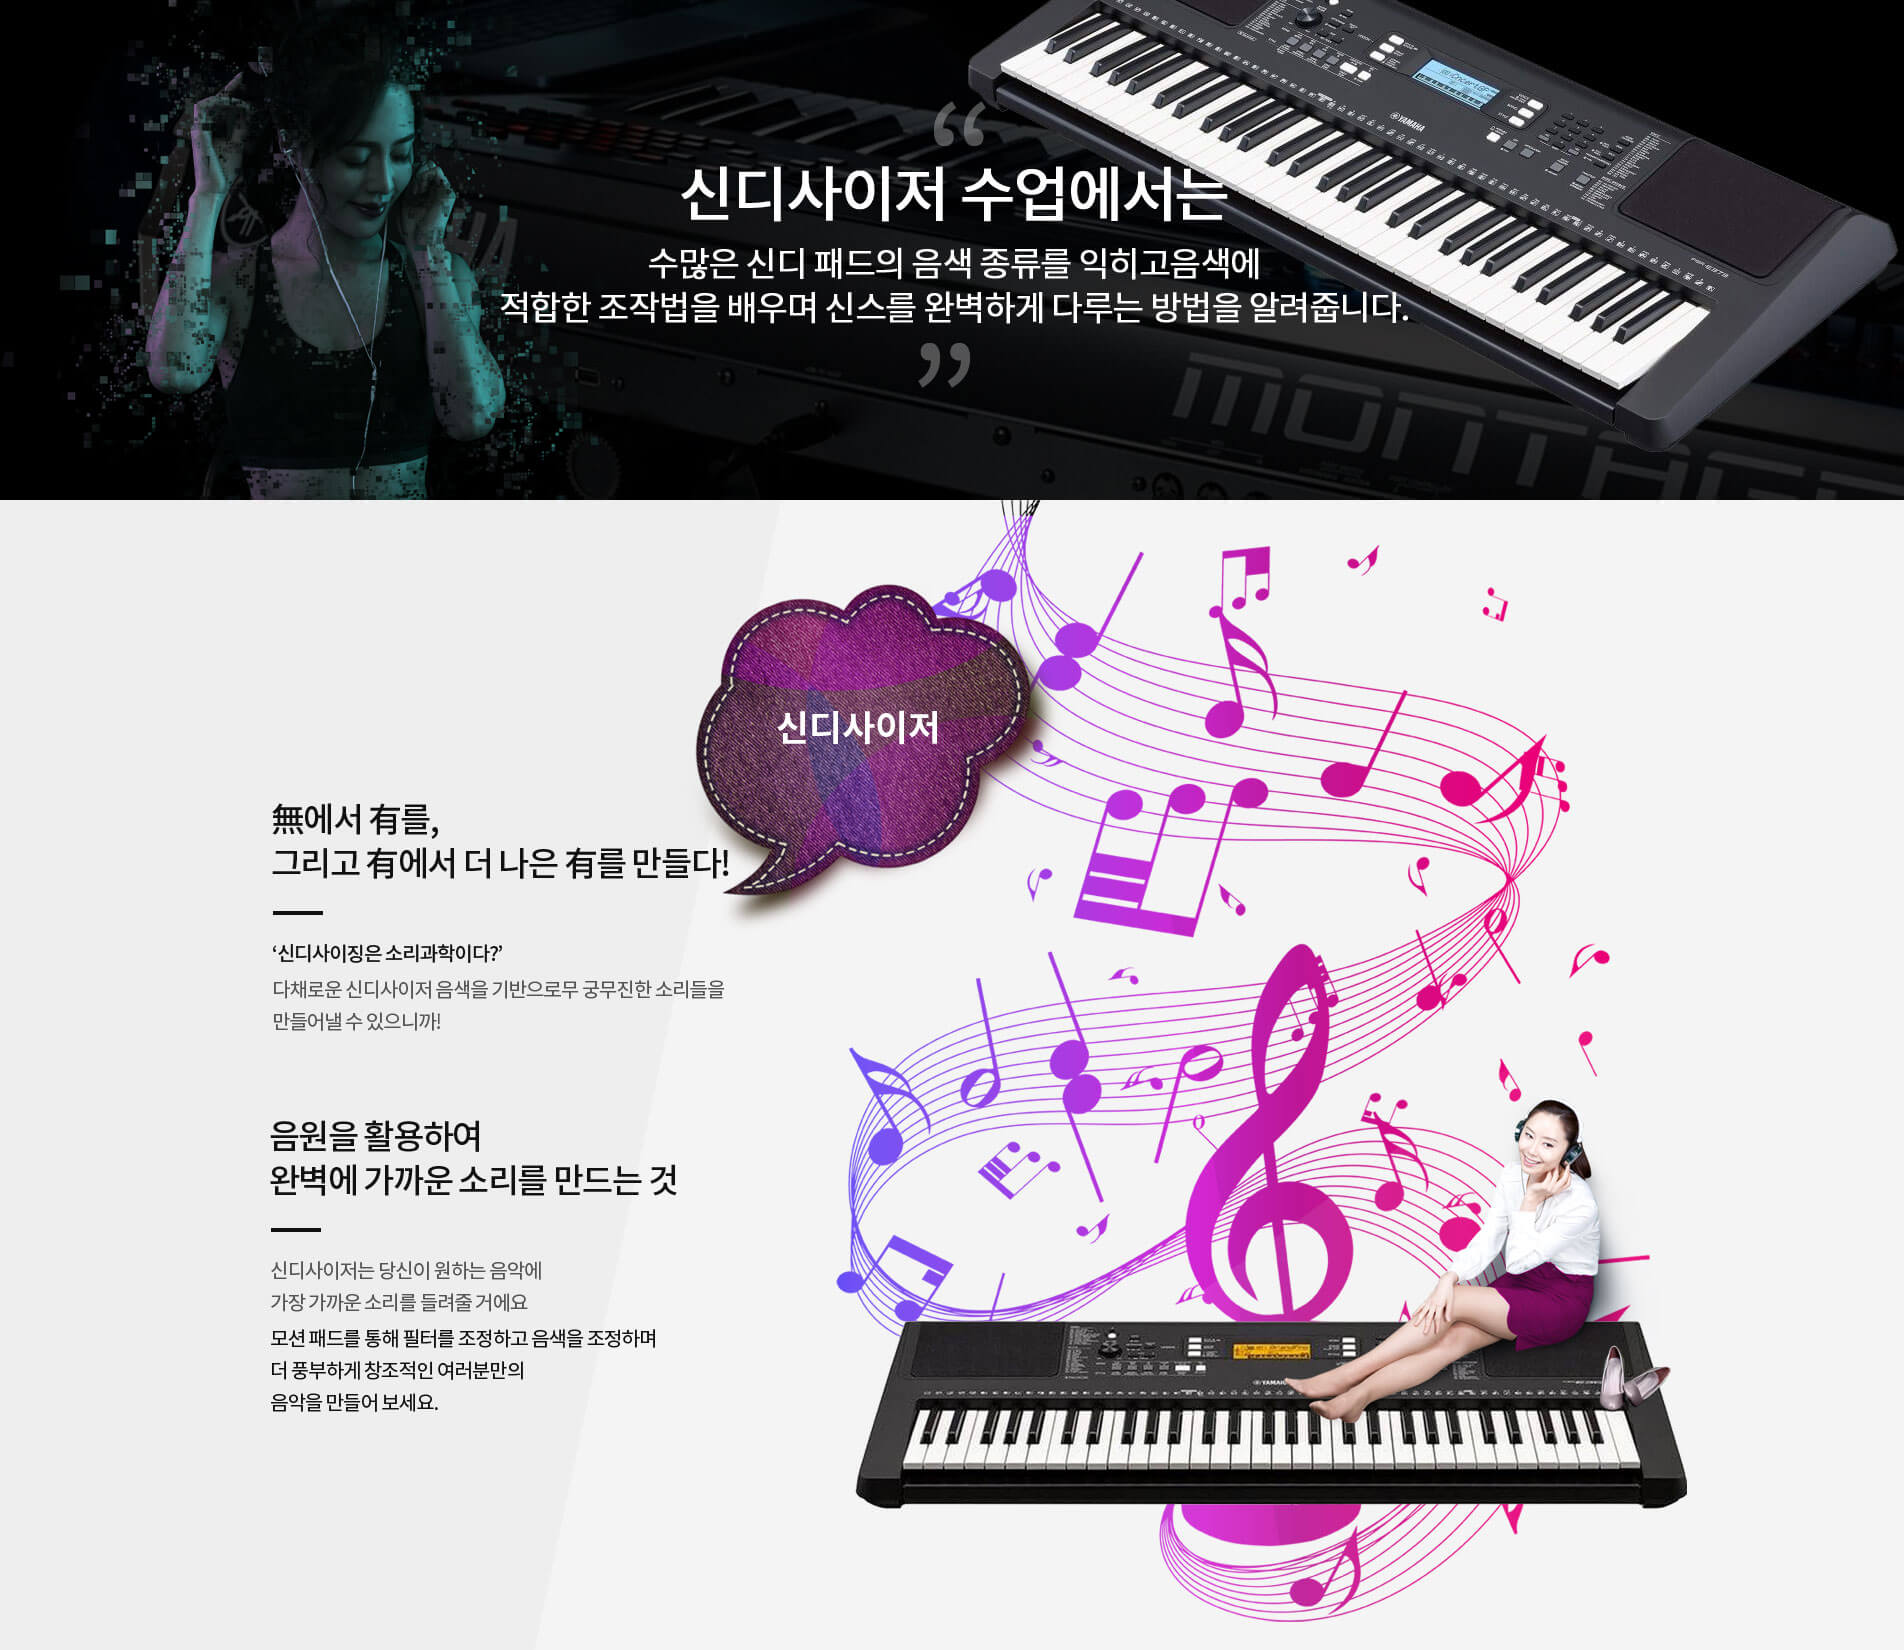 “
신디사이저 수업에서는
수많은 신디 패드의 음색 종류를 익히고음색에
적합한 조작법을 배우며 신스를 완벽하게 다루는 방법을 알려줍니다.
”
YAMAHA
PSR-E373
MONTAGE
신디사이저
無에서 有를,
그리고 有에서 더 나은 有를 만들다!
‘신디사이징은 소리과학이다?’
다채로운 신디사이저 음색을 기반으로무 궁무진한 소리들을
만들어낼 수 있으니까!
음원을 활용하여
완벽에 가까운 소리를 만드는 것
신디사이저는 당신이 원하는 음악에
가장 가까운 소리를 들려줄 거에요
모션 패드를 통해 필터를 조정하고 음색을 조정하며
더 풍부하게 창조적인 여러분만의
음악을 만들어 보세요.